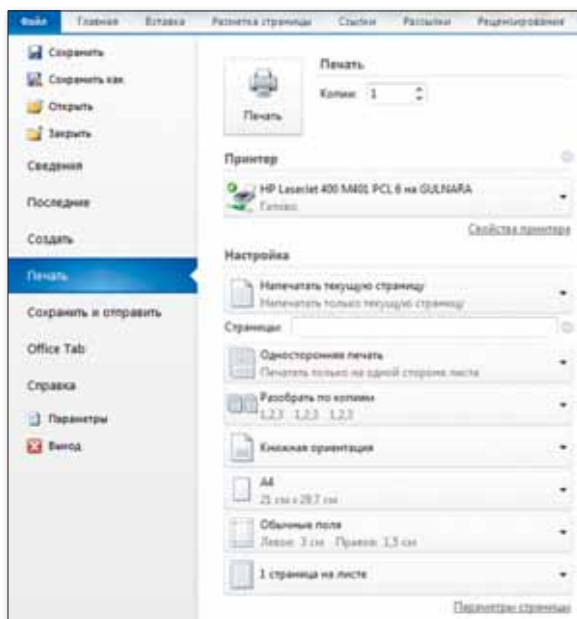 Файл Главная Вставка Разметка страницы Ссылки Рассылки Рецензирование
Сохранить
Сохранить как
Открыть
Закрыть
Сведения
Последние
Создать
Печать
Сохранить и отправить
Office Tab
Справка
Параметры
Выход
Печать
Копии: 1
Печать
Принтер
HP LaserJet 400 M401 PCL 6 на GULNARA
Готово
Свойства принтера
Настройка
Напечатать текущую страницу
Напечатать только текущую страницу
Страницы:
Односторонняя печать
Печатать только на одной стороне листа
Разобрать по копиям
1,2,3 1,2,3 1,2,3
Книжная ориентация
A4
21 см x 29,7 см
Обычные поля
Левое: 3 см Правое: 1,5 см
1 страница на листе
Параметры страницы